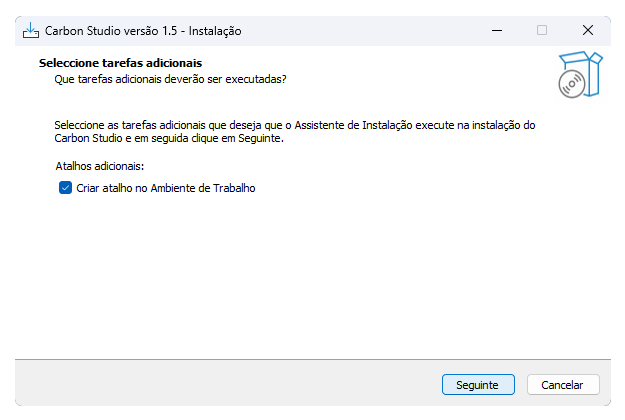 Carbon Studio versão 1.5 - Instalação
Seleccione tarefas adicionais
Que tarefas adicionais deverão ser executadas?
Seleccione as tarefas adicionais que deseja que o Assistente de Instalação execute na instalação do
Carbon Studio e em seguida clique em Seguinte.
Atalhos adicionais:
Criar atalho no Ambiente de Trabalho
Seguinte
Cancelar